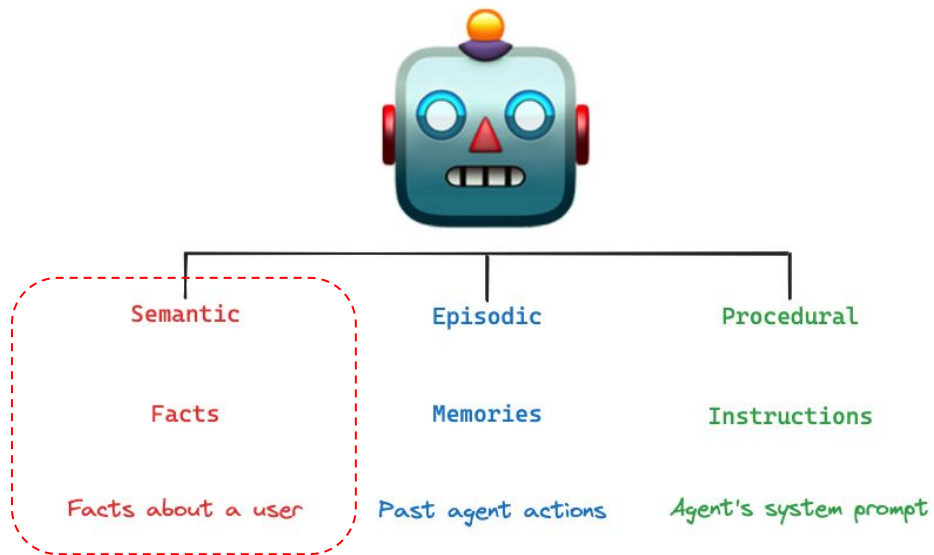 Semantic
Episodic
Procedural
Facts
Memories
Instructions
Facts about a user
Past agent actions
Agent's system prompt